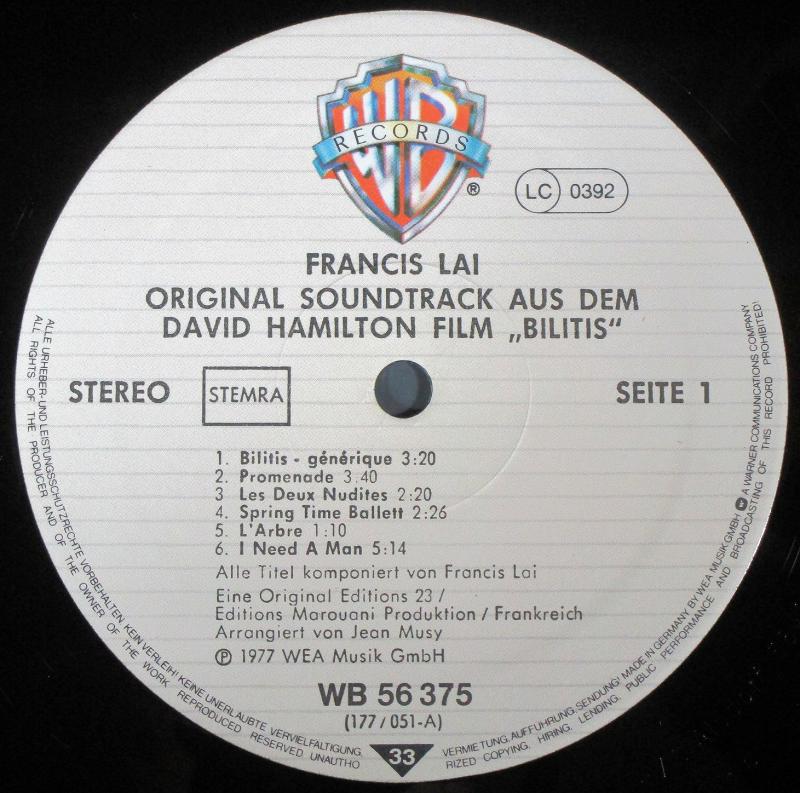 WB
RECORDS
®
LC 0392
FRANCIS LAI
ORIGINAL SOUNDTRACK AUS DEM
DAVID HAMILTON FILM „BILITIS“
STEREO
STEMRA
SEITE 1
1. Bilitis - générique 3:20
2. Promenade 3.40
3 Les Deux Nudites 2:20
4. Spring Time Ballett 2:26
5. L'Arbre 1:10
6. I Need A Man 5:14
Alle Titel komponiert von Francis Lai
Eine Original Editions 23 /
Editions Marouani Produktion / Frankreich
Arrangiert von Jean Musy
℗ 1977 WEA Musik GmbH
WB 56 375
(177 / 051-A)
33
ALLE URHEBER-UND LEISTUNGSSCHUTZRECHTE VORBEHALTEN KEIN VERLEIH! KEINE UNERLAUBTE VERVIELFÄLTIGUNG, VERMIETUNG, AUFFÜHRUNG, SENDUNG! MADE IN GERMANY BY WEA MUSIK GMBH A WARNER COMMUNICATIONS COMPANY
ALL RIGHTS OF THE PRODUCER AND OF THE OWNER OF THE WORK REPRODUCED RESERVED UNAUTHORIZED COPYING, HIRING, LENDING, PUBLIC PERFORMANCE AND BROADCASTING OF THIS RECORD PROHIBITED!